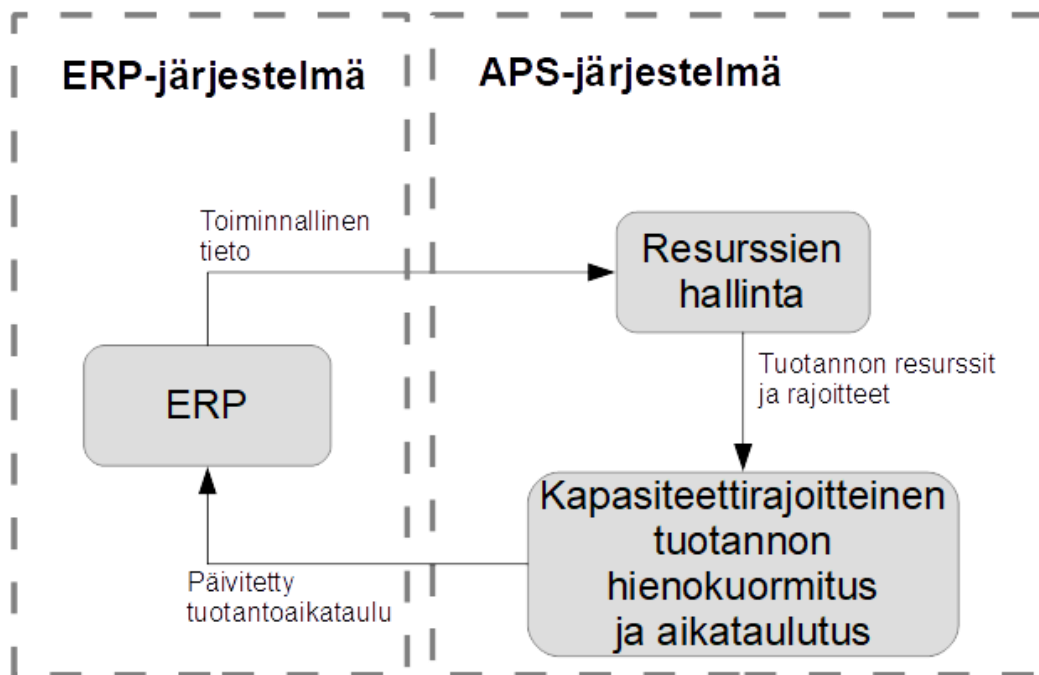 ERP-järjestelmä
APS-järjestelmä
Toiminnallinen
tieto
Resurssien
hallinta
Tuotannon resurssit
ja rajoitteet
ERP
Kapasiteettirajoitteinen
tuotannon
hienokuormitus
ja aikataulutus
Päivitetty
tuotantoaikataulu